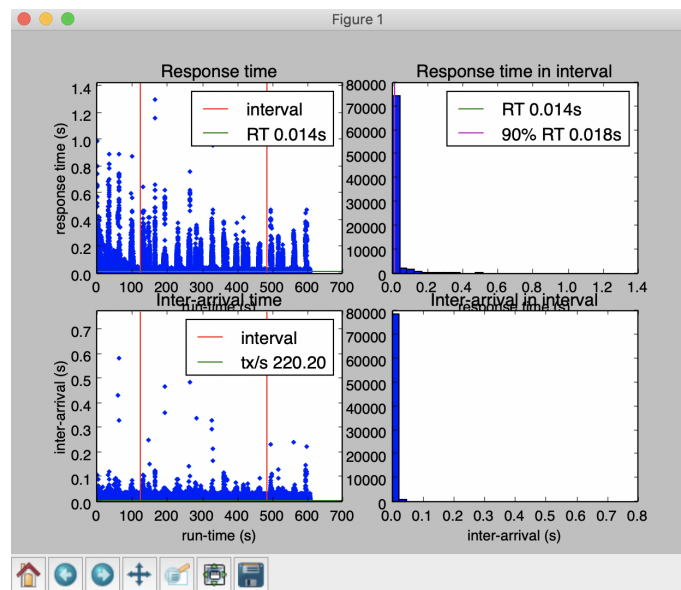 Figure 1
Response time
1.4
1.2
1.0
0.8
0.6
0.4
0.2
0.0
response time (s)
interval
RT 0.014s
0 100 200 300 400 500 600 700
run-time (s)
Response time in interval
80000
70000
60000
50000
40000
30000
20000
10000
0
RT 0.014s
90% RT 0.018s
0.0 0.2 0.4 0.6 0.8 1.0 1.2 1.4
response time (s)
Inter-arrival time
0.7
0.6
0.5
0.4
0.3
0.2
0.1
0.0
inter-arrival (s)
interval
tx/s 220.20
0 100 200 300 400 500 600 700
run-time (s)
Inter-arrival in interval
80000
70000
60000
50000
40000
30000
20000
10000
0
0.0 0.1 0.2 0.3 0.4 0.5 0.6 0.7 0.8
inter-arrival (s)